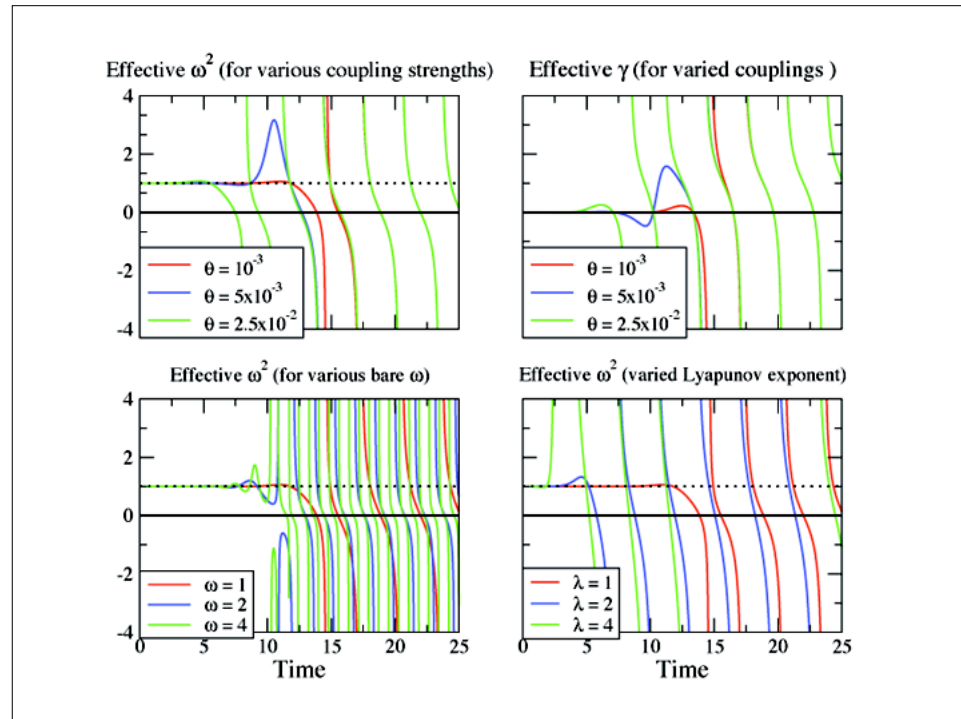 Effective ω² (for various coupling strengths)
4
2
0
-2
-4
θ = 10⁻³
θ = 5x10⁻³
θ = 2.5x10⁻²
Effective γ (for varied couplings )
θ = 10⁻³
θ = 5x10⁻³
θ = 2.5x10⁻²
Effective ω² (for various bare ω)
4
2
0
-2
-4
ω = 1
ω = 2
ω = 4
0 5 10 15 20 25
Time
Effective ω² (varied Lyapunov exponent)
λ = 1
λ = 2
λ = 4
0 5 10 15 20 25
Time